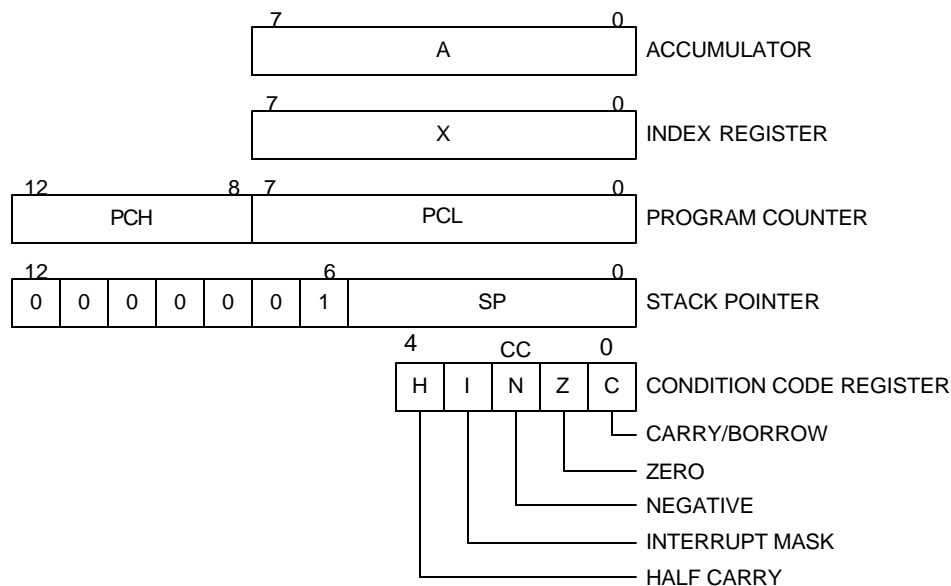 7 0
A ACCUMULATOR
7 0
X INDEX REGISTER
12 8 7 0
PCH PCL PROGRAM COUNTER
12 6 0
0 0 0 0 0 0 1 SP STACK POINTER
4 CC 0
H I N Z C CONDITION CODE REGISTER
CARRY/BORROW
ZERO
NEGATIVE
INTERRUPT MASK
HALF CARRY